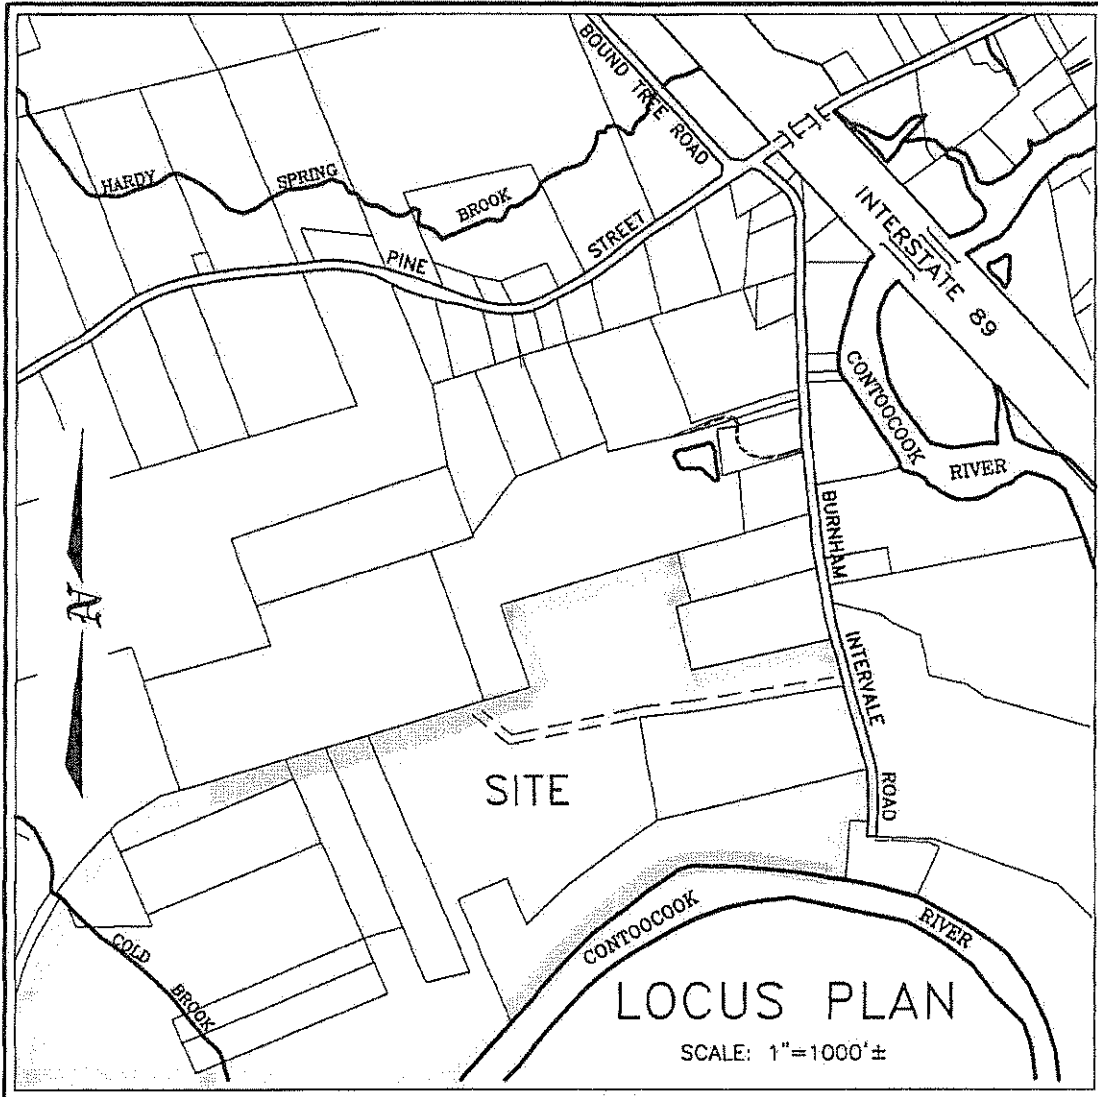 BOUND TREE ROAD
HARDY SPRING BROOK
PINE STREET
INTERSTATE 89
CONTOOCOOK RIVER
BURNHAM INTERVALE ROAD
N
SITE
COLD BROOK
CONTOOCOOK RIVER
LOCUS PLAN
SCALE: 1"=1000'±